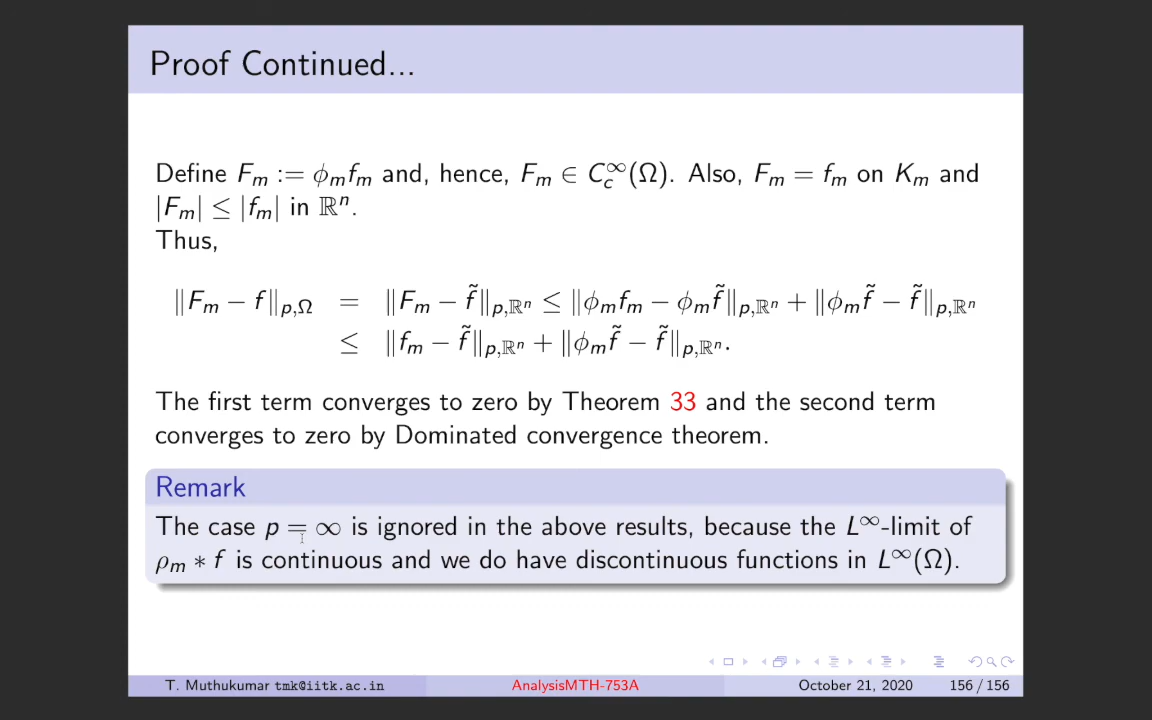 Proof Continued...
Define F_m := ϕ_m f_m and, hence, F_m ∈ C_c^∞(Ω). Also, F_m = f_m on K_m and
|F_m| ≤ |f_m| in ℝ^n.
Thus,
‖F_m − f‖_{p,Ω} = ‖F_m − f̃‖_{p,ℝ^n} ≤ ‖ϕ_m f_m − ϕ_m f̃‖_{p,ℝ^n} + ‖ϕ_m f̃ − f̃‖_{p,ℝ^n}
≤ ‖f_m − f̃‖_{p,ℝ^n} + ‖ϕ_m f̃ − f̃‖_{p,ℝ^n}.
The first term converges to zero by Theorem 33 and the second term
converges to zero by Dominated convergence theorem.
Remark
The case p = ∞ is ignored in the above results, because the L^∞-limit of
ρ_m ∗ f is continuous and we do have discontinuous functions in L^∞(Ω).
T. Muthukumar tmk@iitk.ac.in AnalysisMTH-753A October 21, 2020 156 / 156